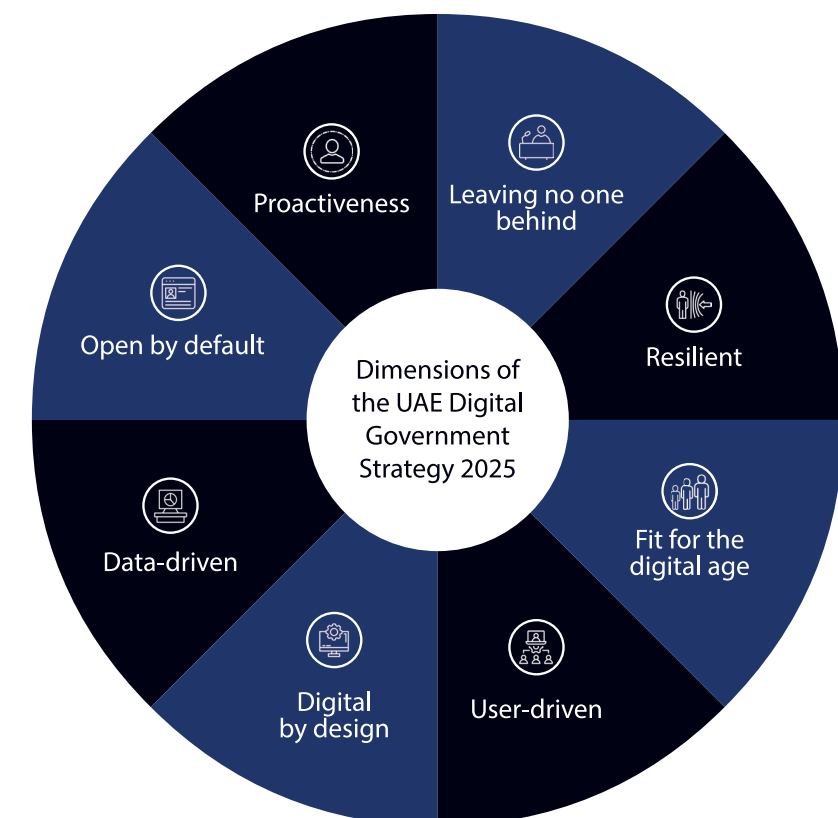 Dimensions of
the UAE Digital
Government
Strategy 2025
Leaving no one
behind
Resilient
Fit for the
digital age
User-driven
Digital
by design
Data-driven
Open by default
Proactiveness